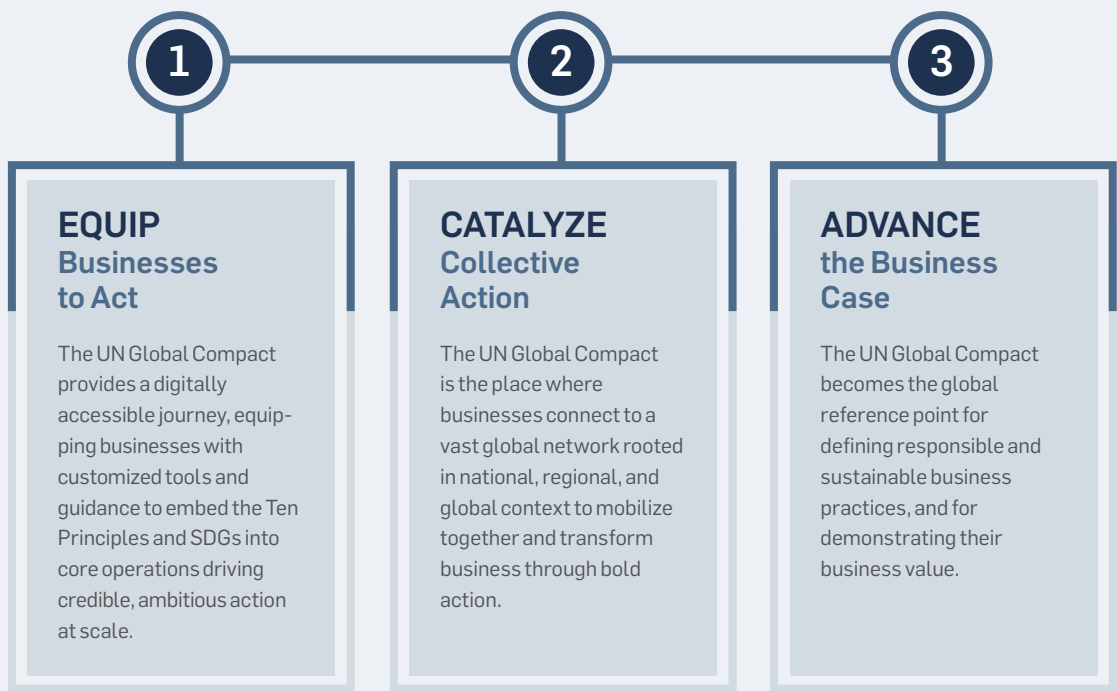 1
2
3
EQUIP
Businesses
to Act
The UN Global Compact
provides a digitally
accessible journey, equip-
ping businesses with
customized tools and
guidance to embed the Ten
Principles and SDGs into
core operations driving
credible, ambitious action
at scale.
CATALYZE
Collective
Action
The UN Global Compact
is the place where
businesses connect to a
vast global network rooted
in national, regional, and
global context to mobilize
together and transform
business through bold
action.
ADVANCE
the Business
Case
The UN Global Compact
becomes the global
reference point for
defining responsible and
sustainable business
practices, and for
demonstrating their
business value.